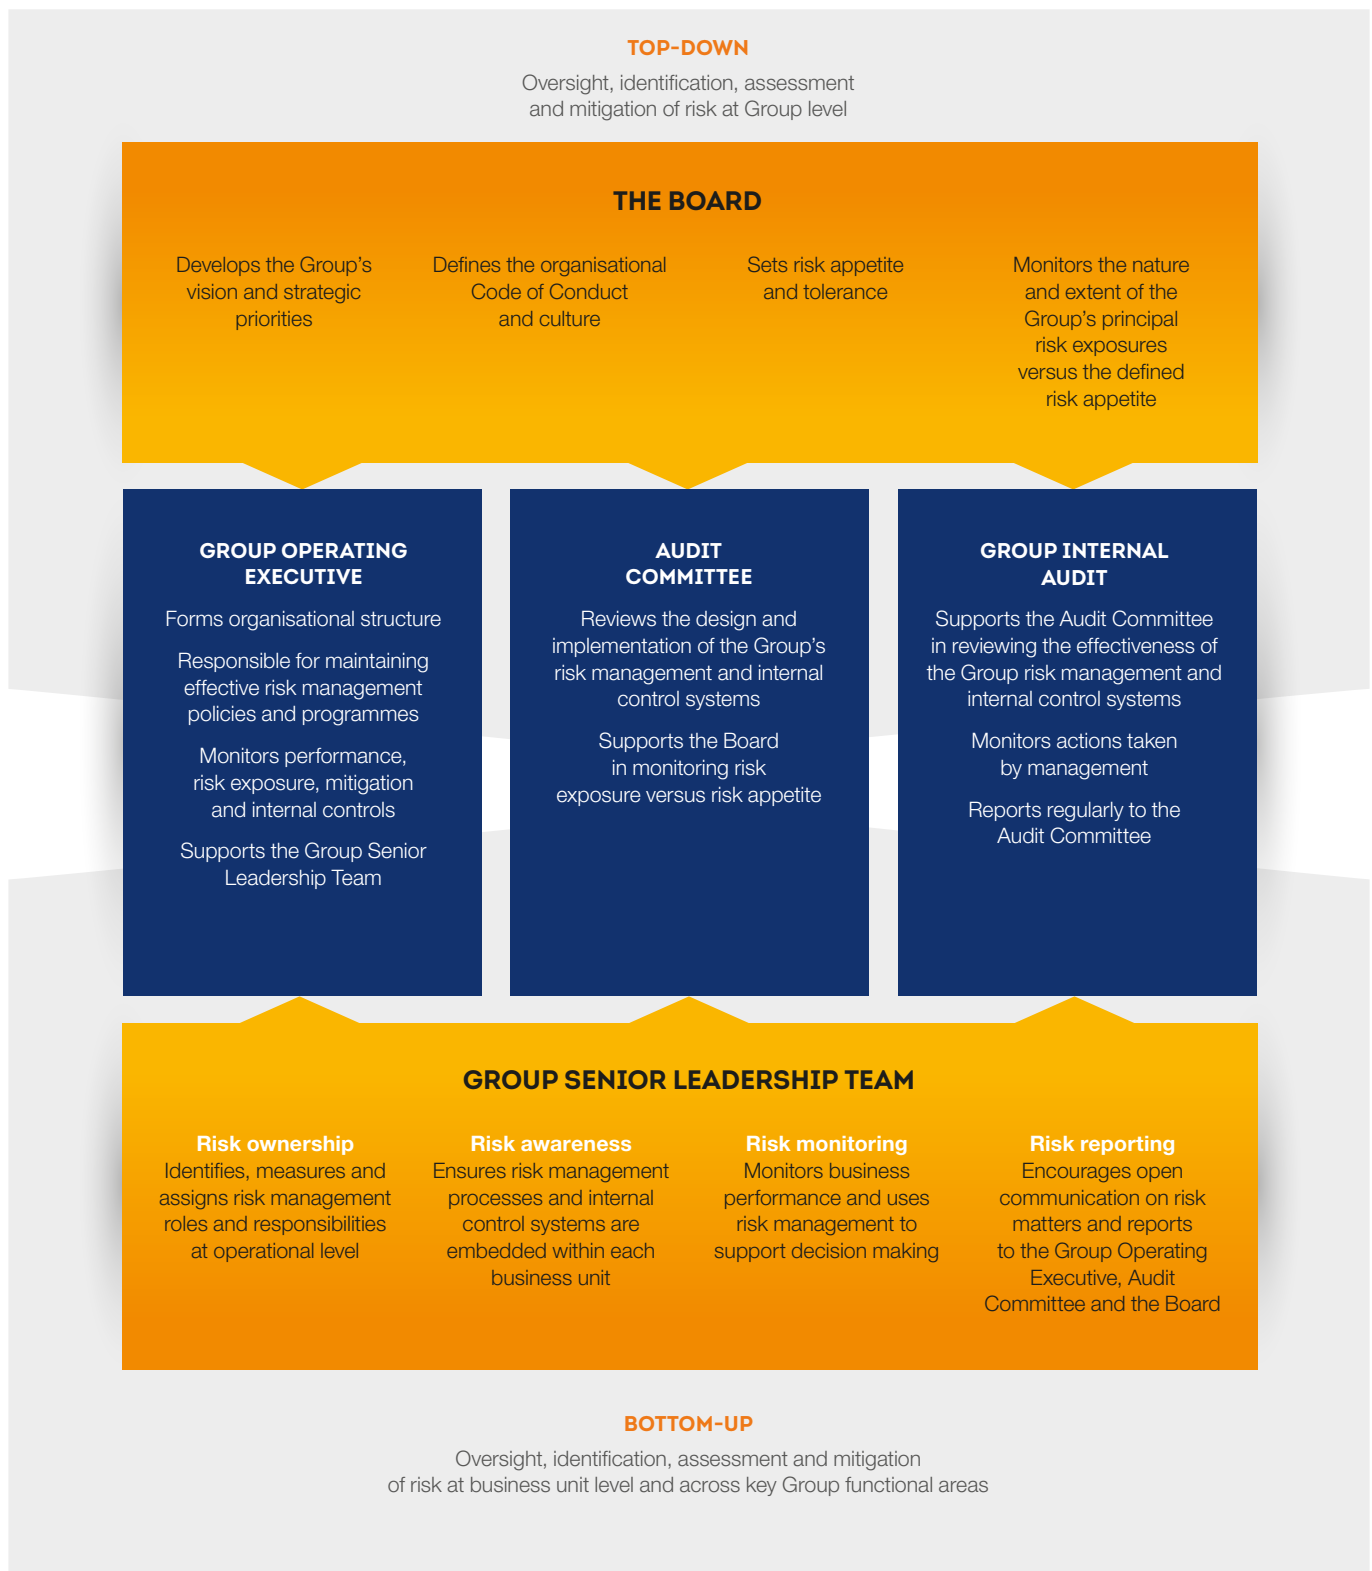 TOP-DOWN
Oversight, identification, assessment
and mitigation of risk at Group level
THE BOARD
Develops the Group's
vision and strategic
priorities
Defines the organisational
Code of Conduct
and culture
Sets risk appetite
and tolerance
Monitors the nature
and extent of the
Group's principal
risk exposures
versus the defined
risk appetite
GROUP OPERATING
EXECUTIVE
Forms organisational structure
Responsible for maintaining
effective risk management
policies and programmes
Monitors performance,
risk exposure, mitigation
and internal controls
Supports the Group Senior
Leadership Team
AUDIT
COMMITTEE
Reviews the design and
implementation of the Group's
risk management and internal
control systems
Supports the Board
in monitoring risk
exposure versus risk appetite
GROUP INTERNAL
AUDIT
Supports the Audit Committee
in reviewing the effectiveness of
the Group risk management and
internal control systems
Monitors actions taken
by management
Reports regularly to the
Audit Committee
GROUP SENIOR LEADERSHIP TEAM
Risk ownership
Identifies, measures and
assigns risk management
roles and responsibilities
at operational level
Risk awareness
Ensures risk management
processes and internal
control systems are
embedded within each
business unit
Risk monitoring
Monitors business
performance and uses
risk management to
support decision making
Risk reporting
Encourages open
communication on risk
matters and reports
to the Group Operating
Executive, Audit
Committee and the Board
BOTTOM-UP
Oversight, identification, assessment and mitigation
of risk at business unit level and across key Group functional areas